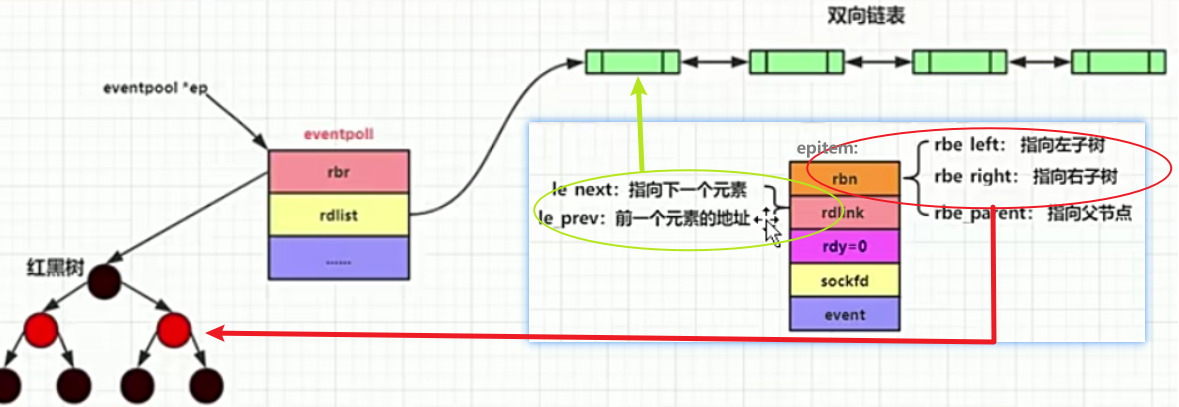 双向链表
eventpool *ep
eventpoll
rbr
rdlist
......
红黑树
epitem:
rbn
rdlink
rdy=0
sockfd
event
le_next：指向下一个元素
le_prev：前一个元素的地址
rbe_left：指向左子树
rbe_right：指向右子树
rbe_parent：指向父节点